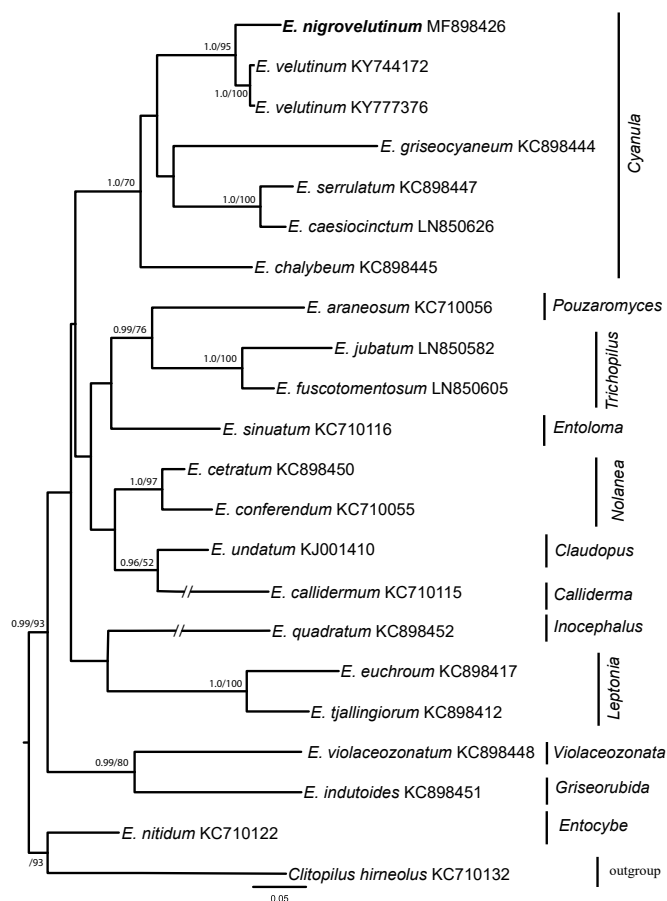 E. nigrovelutinum MF898426
1.0/95
E. velutinum KY744172
1.0/100
E. velutinum KY777376
E. griseocyaneum KC898444
Cyanula
1.0/70
E. serrulatum KC898447
1.0/100
E. caesiocinctum LN850626
E. chalybeum KC898445
E. araneosum KC710056
Pouzaromyces
0.99/76
E. jubatum LN850582
1.0/100
E. fuscotomentosum LN850605
Trichopilus
E. sinuatum KC710116
Entoloma
E. cetratum KC898450
1.0/97
E. conferendum KC710055
Nolanea
E. undatum KJ001410
Claudopus
0.96/52
E. callidermum KC710115
Calliderma
0.99/93
E. quadratum KC898452
Inocephalus
E. euchroum KC898417
1.0/100
E. tjallingiorum KC898412
Leptonia
E. violaceozonatum KC898448
Violaceozonata
0.99/80
E. indutoides KC898451
Griseorubida
E. nitidum KC710122
Entocybe
/93
Clitopilus hirneolus KC710132
outgroup
0.05